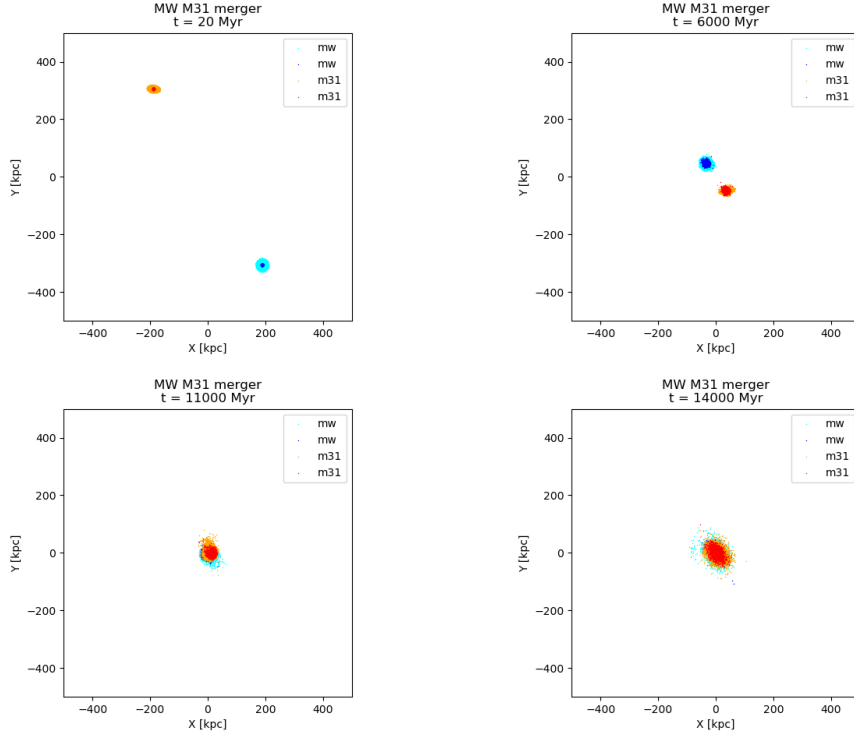 MW M31 merger
t = 20 Myr
400
200
0
−200
−400
Y [kpc]
−400 −200 0 200 400
X [kpc]
mw
mw
m31
m31
MW M31 merger
t = 6000 Myr
400
200
0
−200
−400
Y [kpc]
−400 −200 0 200 400
X [kpc]
mw
mw
m31
m31
MW M31 merger
t = 11000 Myr
400
200
0
−200
−400
Y [kpc]
−400 −200 0 200 400
X [kpc]
mw
mw
m31
m31
MW M31 merger
t = 14000 Myr
400
200
0
−200
−400
Y [kpc]
−400 −200 0 200 400
X [kpc]
mw
mw
m31
m31